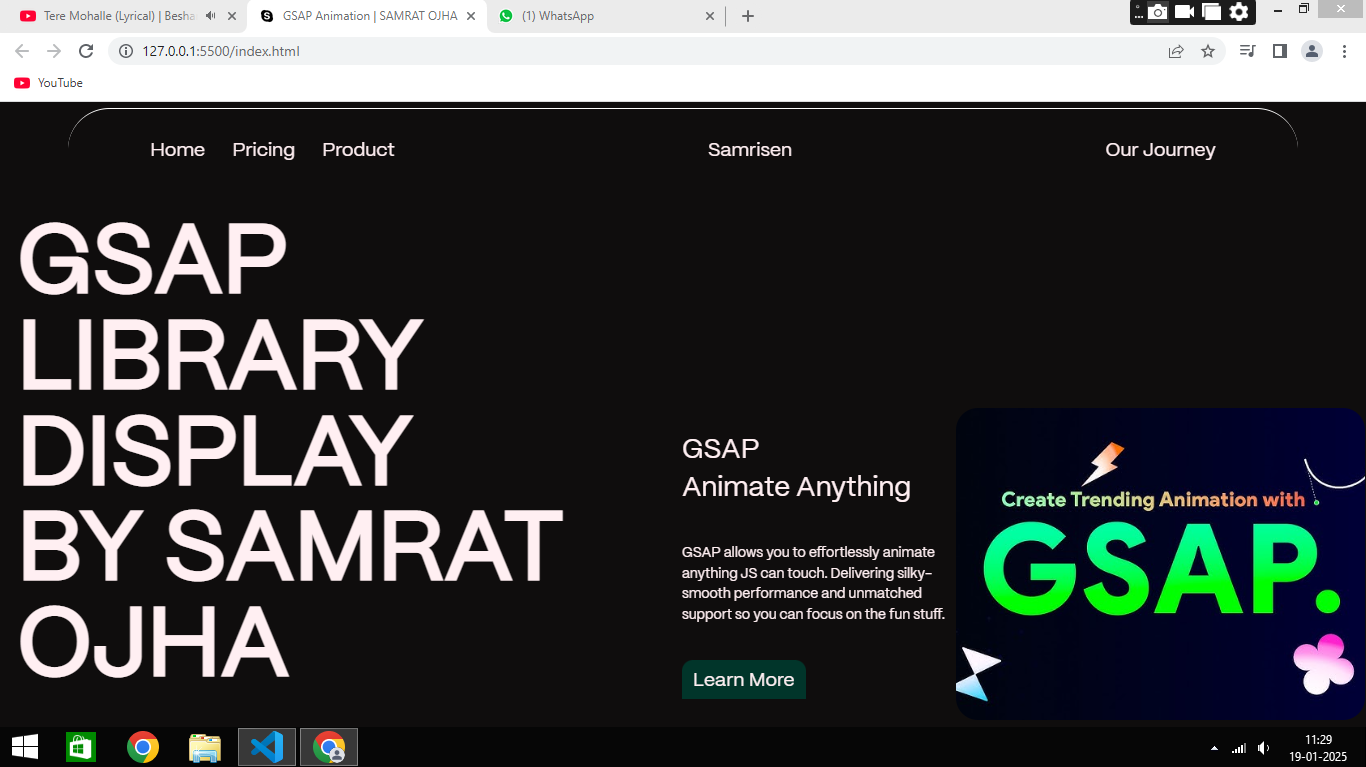 Tere Mohalle (Lyrical) | Besha
GSAP Animation | SAMRAT OJHA
(1) WhatsApp
127.0.0.1:5500/index.html
YouTube
Home Pricing Product Samrisen Our Journey
GSAP
LIBRARY
DISPLAY
BY SAMRAT
OJHA
GSAP
Animate Anything
GSAP allows you to effortlessly animate
anything JS can touch. Delivering silky-
smooth performance and unmatched
support so you can focus on the fun stuff.
Learn More
Create Trending Animation with
GSAP.
11:29
19-01-2025